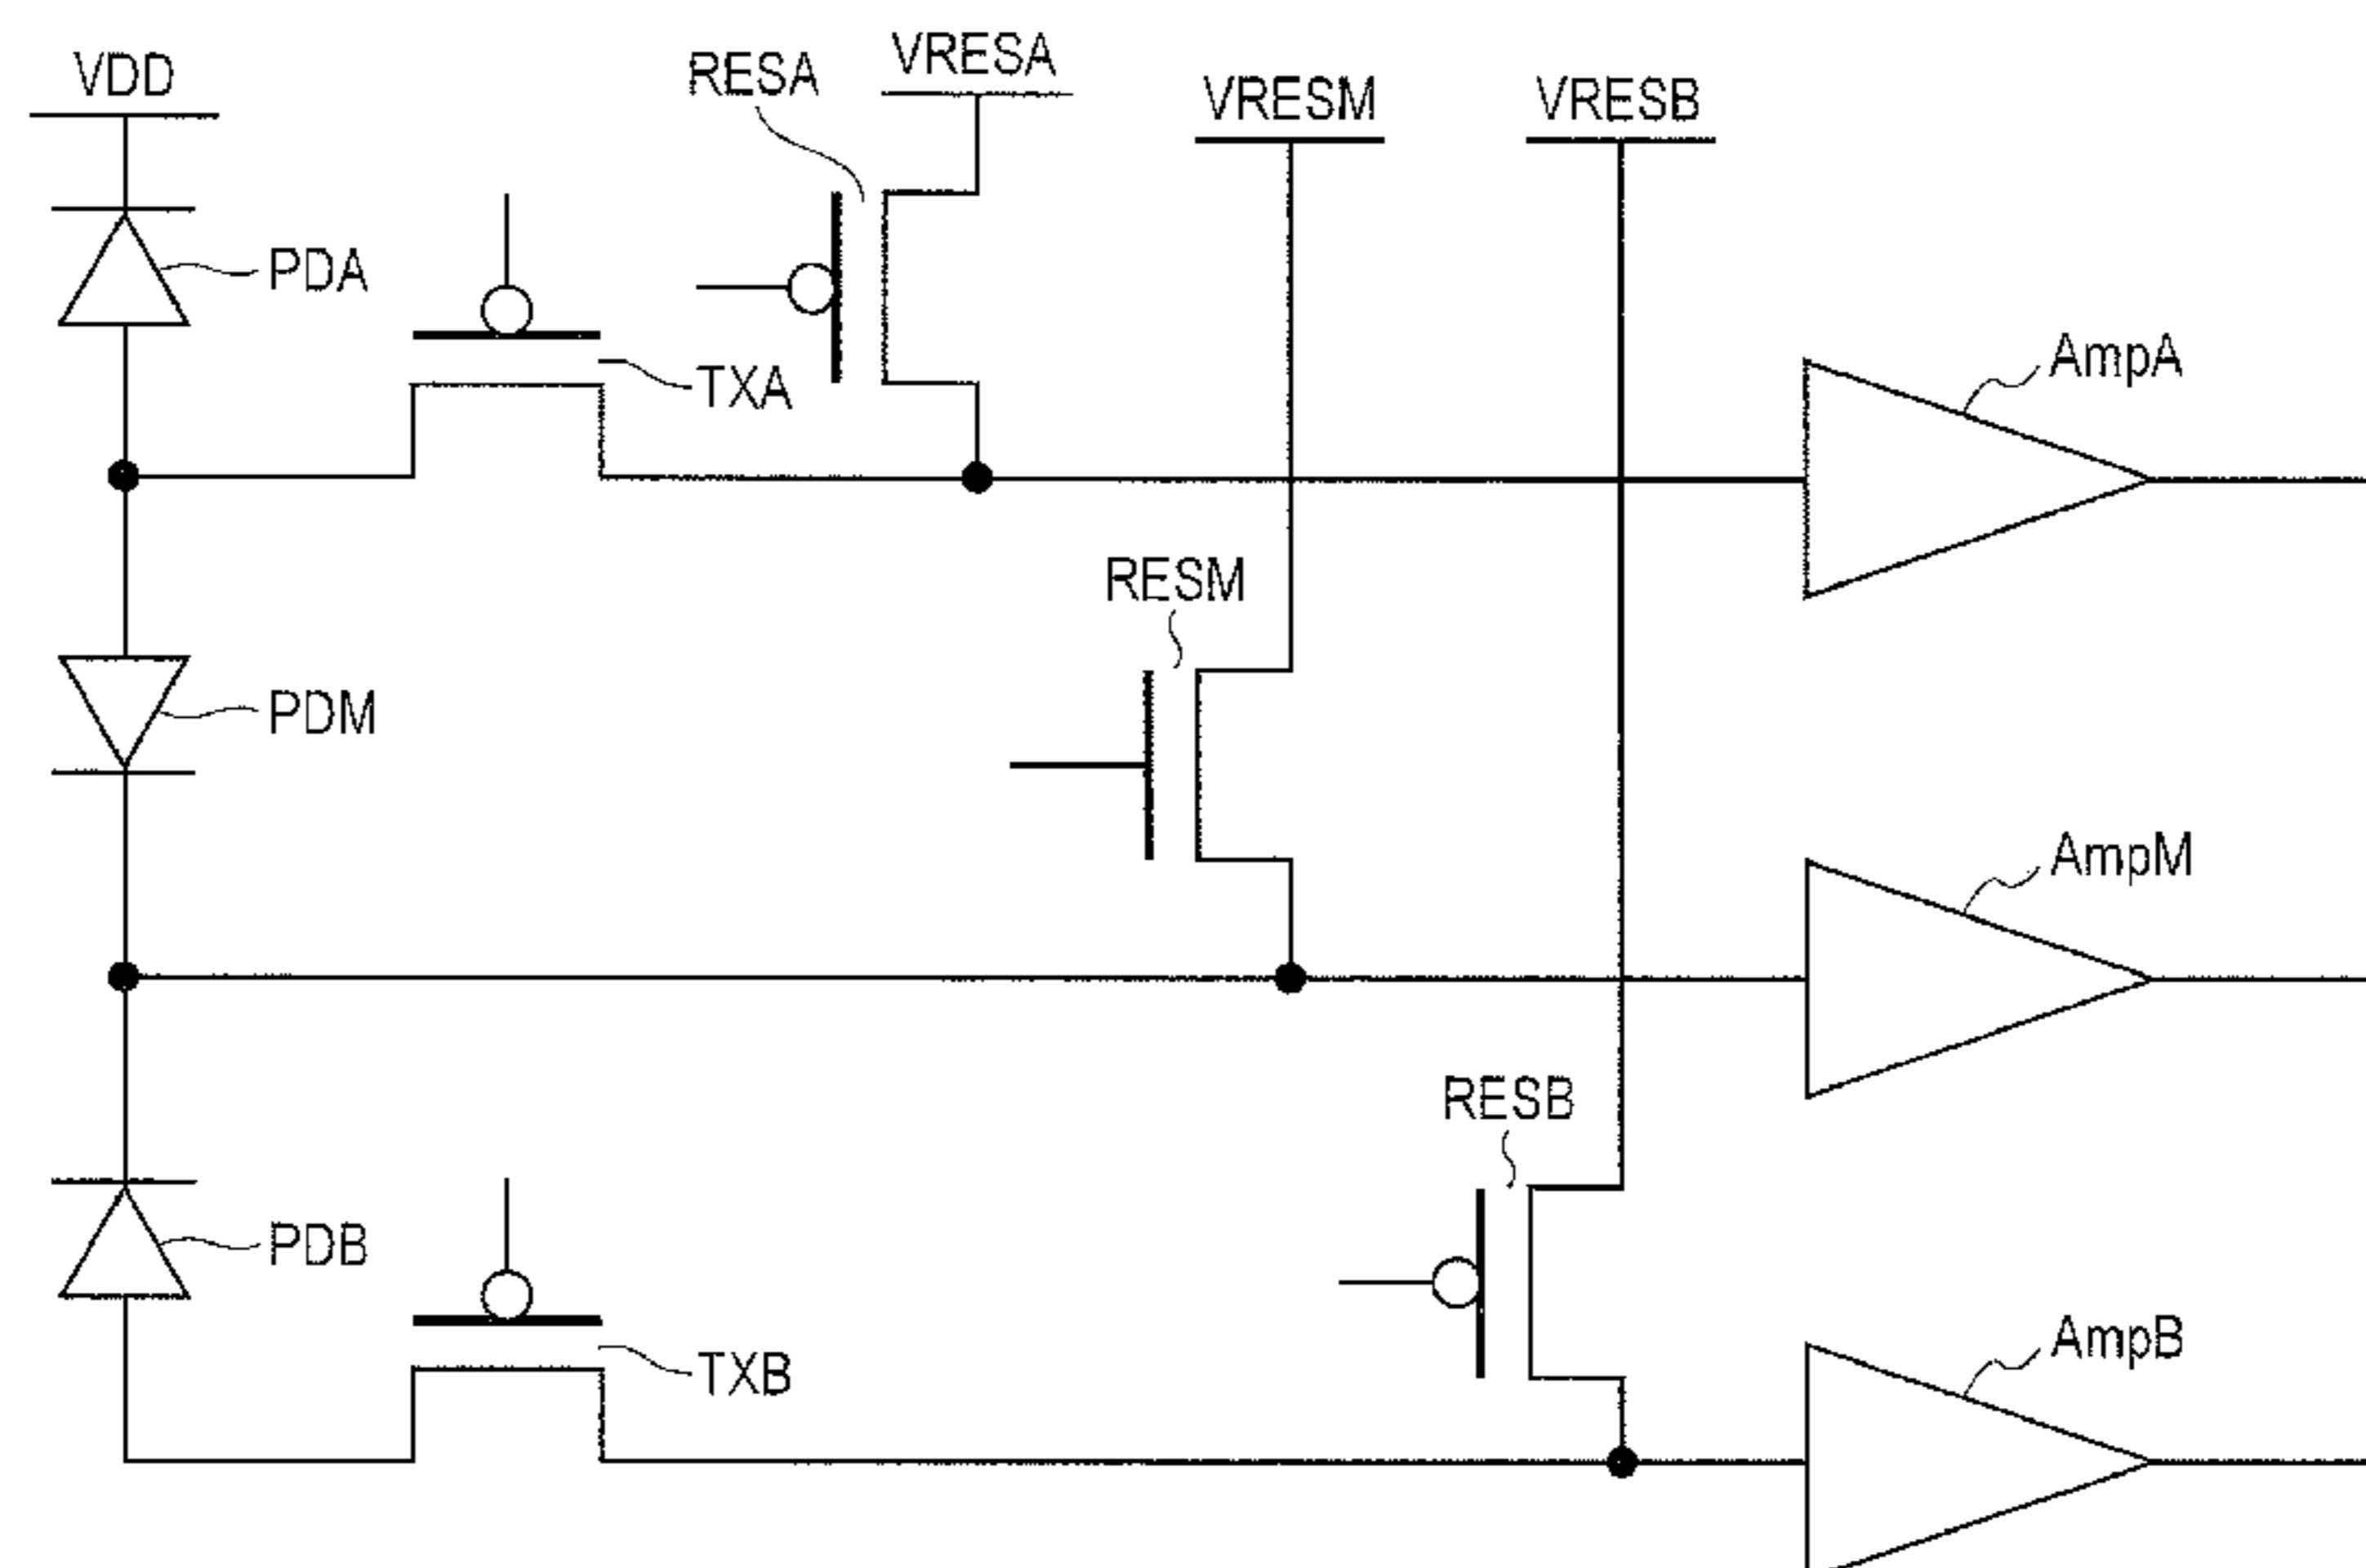 VDD
RESA
VRESA
VRESM
VRESB
PDA
TXA
AmpA
RESM
PDM
AmpM
RESB
PDB
TXB
AmpB